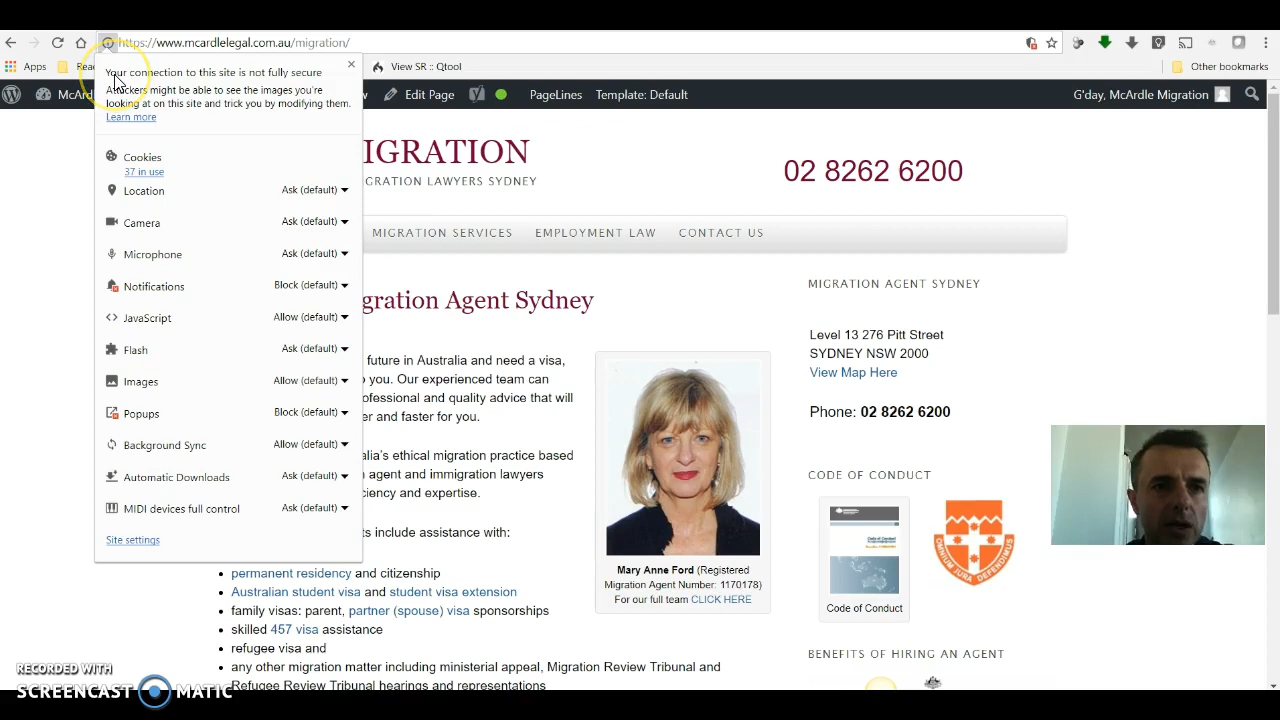 https://www.mcardlelegal.com.au/migration/
Apps
View SR :: Qtool
Other bookmarks
Edit Page
PageLines
Template: Default
G'day, McArdle Migration
Your connection to this site is not fully secure
Attackers might be able to see the images you're
looking at on this site and trick you by modifying them.
Learn more
Cookies
37 in use
Location Ask (default)
Camera Ask (default)
Microphone Ask (default)
Notifications Block (default)
JavaScript Allow (default)
Flash Ask (default)
Images Allow (default)
Popups Block (default)
Background Sync Allow (default)
Automatic Downloads Ask (default)
MIDI devices full control Ask (default)
Site settings
IGRATION
IGRATION LAWYERS SYDNEY
02 8262 6200
MIGRATION SERVICES
EMPLOYMENT LAW
CONTACT US
gration Agent Sydney
future in Australia and need a visa,
you. Our experienced team can
ofessional and quality advice that will
er and faster for you.
alia's ethical migration practice based
agent and immigration lawyers
ciency and expertise.
ts include assistance with:
permanent residency and citizenship
Australian student visa and student visa extension
family visas: parent, partner (spouse) visa sponsorships
skilled 457 visa assistance
refugee visa and
any other migration matter including ministerial appeal, Migration Review Tribunal and
Refugee Review Tribunal hearings and representations
Mary Anne Ford (Registered
Migration Agent Number: 1170178)
For our full team CLICK HERE
MIGRATION AGENT SYDNEY
Level 13 276 Pitt Street
SYDNEY NSW 2000
View Map Here
Phone: 02 8262 6200
CODE OF CONDUCT
Code of Conduct
OMNIUM JURA DEFENDIMUS
BENEFITS OF HIRING AN AGENT
RECORDED WITH
SCREENCAST MATIC